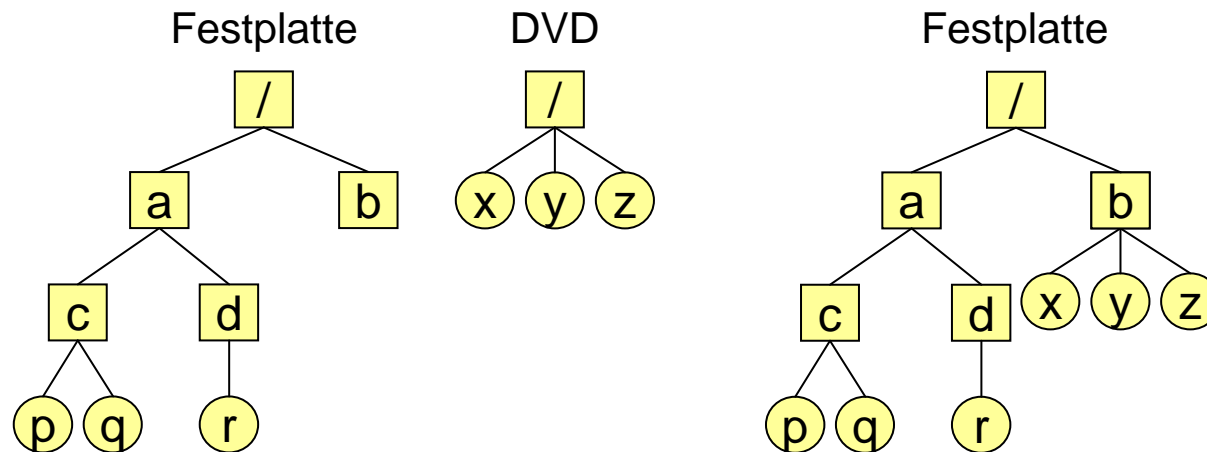 Festplatte DVD Festplatte
/ / /
a b x y z a b
c d c d x y z
p q r p q r